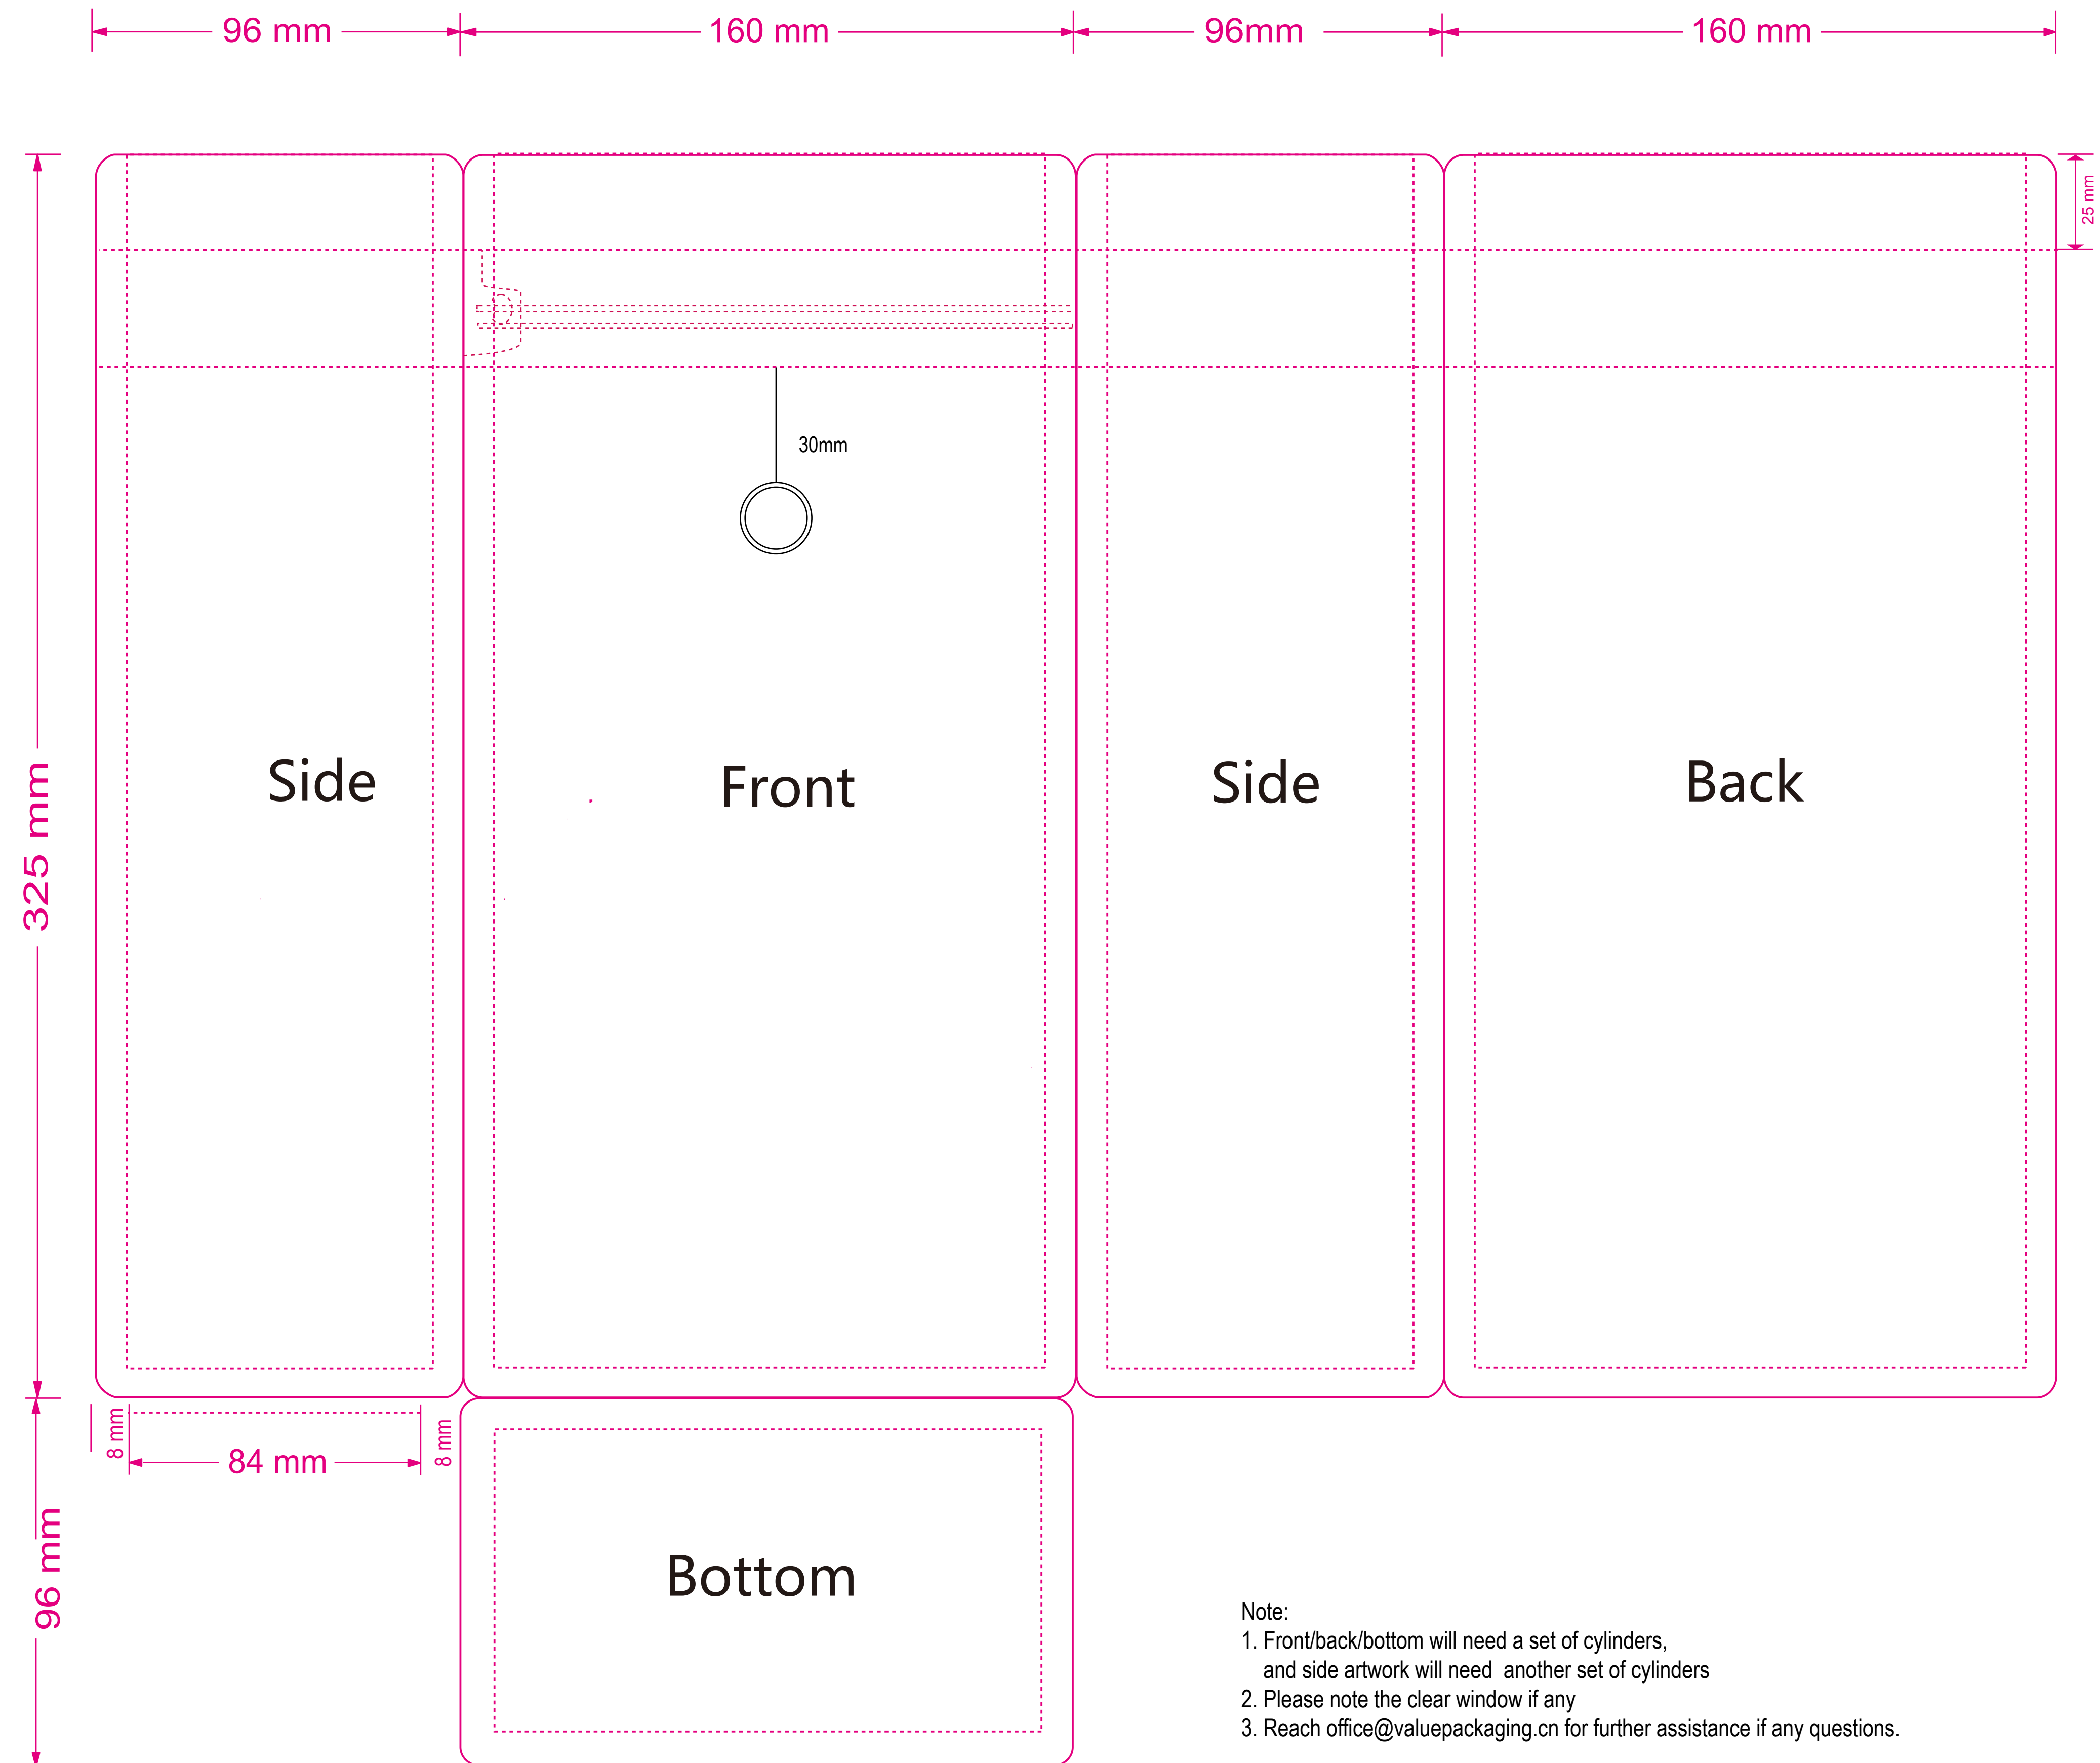 96 mm
160 mm
96mm
160 mm
25 mm
30mm
Side
Front
Side
Back
325 mm
8 mm
84 mm
8 mm
96 mm
Bottom
Note:
1. Front/back/bottom will need a set of cylinders,
and side artwork will need  another set of cylinders
2. Please note the clear window if any
3. Reach office@valuepackaging.cn for further assistance if any questions.